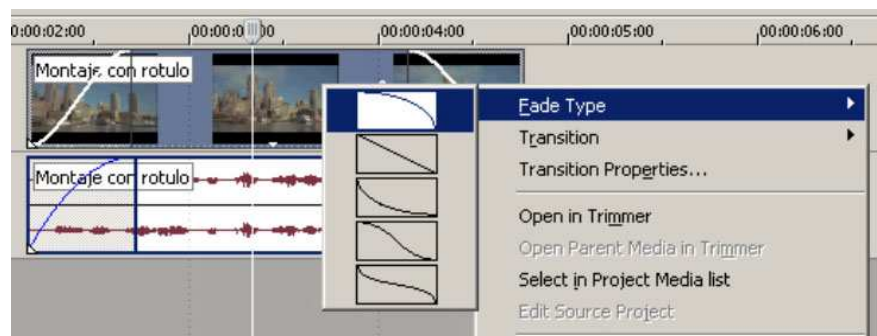 0:00:02:00
00:00:0 00
00:00:04:00
00:00:05:00
00:00:06:00
Montaje con rotulo
Montaje con rotulo
Fade Type
Transition
Transition Properties...
Open in Trimmer
Open Parent Media in Trimmer
Select in Project Media list
Edit Source Project